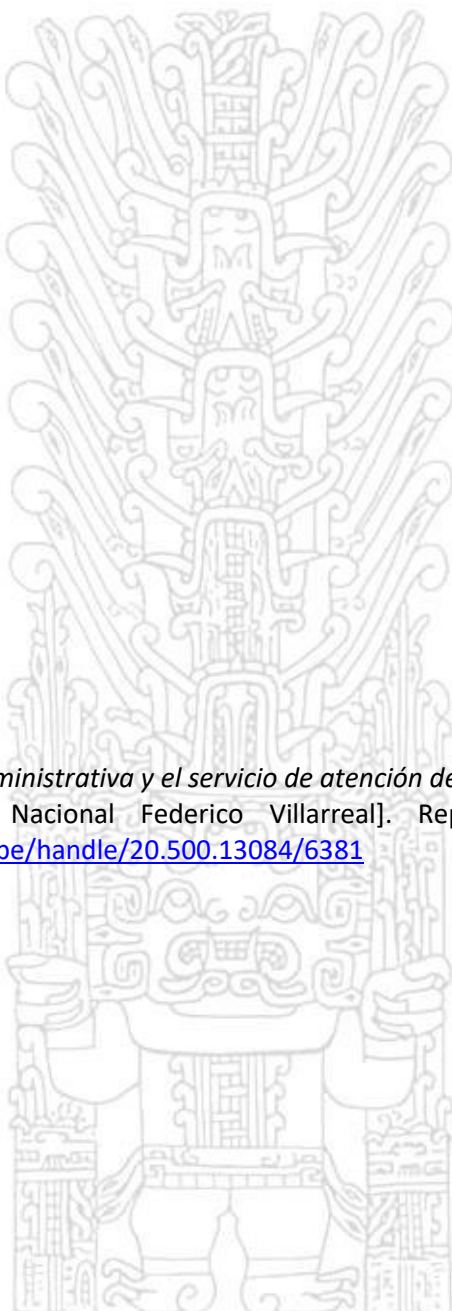 ministrativa y el servicio de atención de
Nacional Federico Villarreal]. Rep
pe/handle/20.500.13084/6381